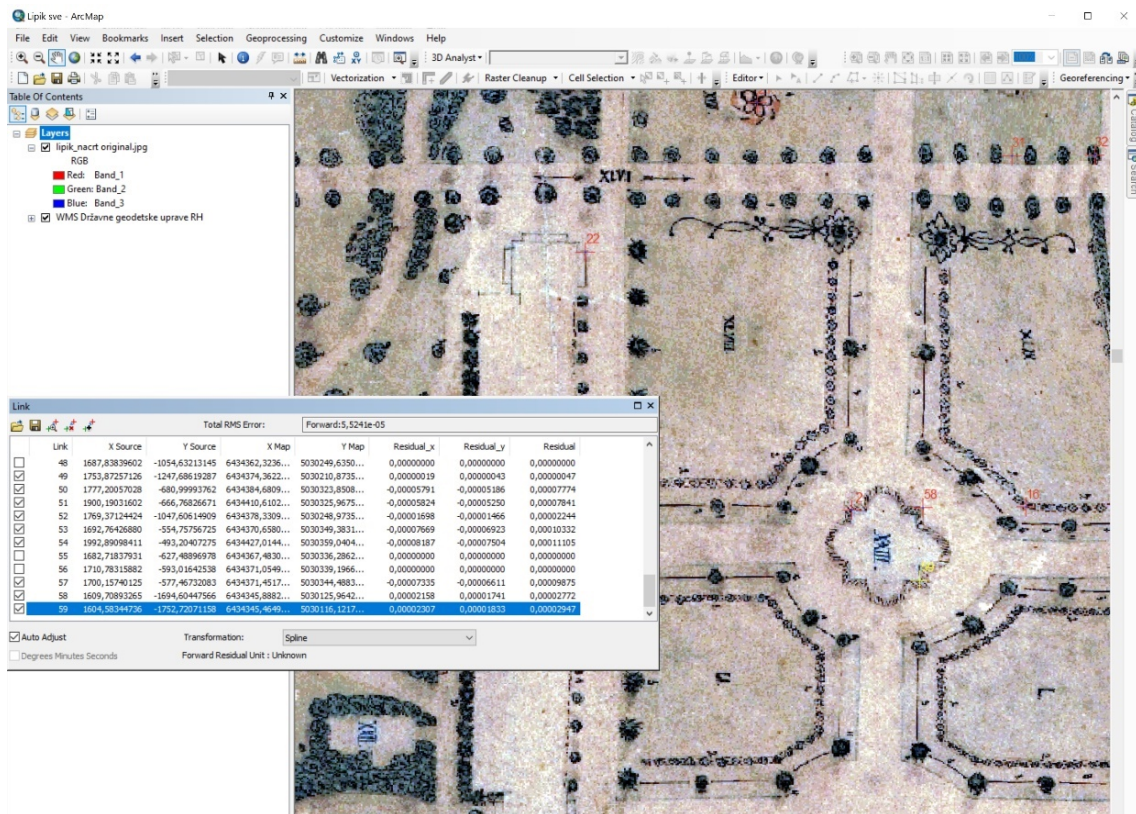 Lipik sve - ArcMap
File Edit View Bookmarks Insert Selection Geoprocessing Customize Windows Help
3D Analyst
Vectorization Raster Cleanup Cell Selection Editor Georeferencing
Table Of Contents
Layers
lipik_nacrt original.jpg
RGB
Red: Band_1
Green: Band_2
Blue: Band_3
WMS Državne geodetske uprave RH
Catalog
Search
31 32
XLVI
22
XLVII
XLIX
2 58 16
L
Link
Total RMS Error: Forward:5,5241e-05
Link X Source Y Source X Map Y Map Residual_x Residual_y Residual
48 1687,83839602 -1054,63213145 6434362,3236... 5030249,6350... 0,00000000 0,00000000 0,00000000
49 1753,87257126 -1247,68619287 6434374,3622... 5030210,8735... 0,00000019 0,00000043 0,00000047
50 1777,20057028 -680,99993762 6434384,6809... 5030323,8508... -0,00005791 -0,00005186 0,00007774
51 1900,19031602 -666,76826671 6434410,6102... 5030325,9675... -0,00005824 -0,00005250 0,00007841
52 1769,37124424 -1047,60614909 6434378,3309... 5030248,9735... -0,00001698 -0,00001466 0,00002244
53 1692,76426880 -554,75756725 6434370,6580... 5030349,3831... -0,00007669 -0,00006923 0,00010332
54 1992,89098411 -493,20407275 6434427,0144... 5030359,0404... -0,00008187 -0,00007504 0,00011105
55 1682,71837931 -627,48896978 6434367,4830... 5030336,2862... 0,00000000 0,00000000 0,00000000
56 1710,78315882 -593,01642538 6434371,0549... 5030339,1966... 0,00000000 0,00000000 0,00000000
57 1700,15740125 -577,46732083 6434371,4517... 5030344,4883... -0,00007335 -0,00006611 0,00009875
58 1609,70893265 -1694,60447566 6434345,8882... 5030125,9642... 0,00002158 0,00001741 0,00002772
59 1604,58344736 -1752,72071158 6434345,4649... 5030116,1217... 0,00002307 0,00001833 0,00002947
Auto Adjust Transformation: Spline
Degrees Minutes Seconds Forward Residual Unit : Unknown